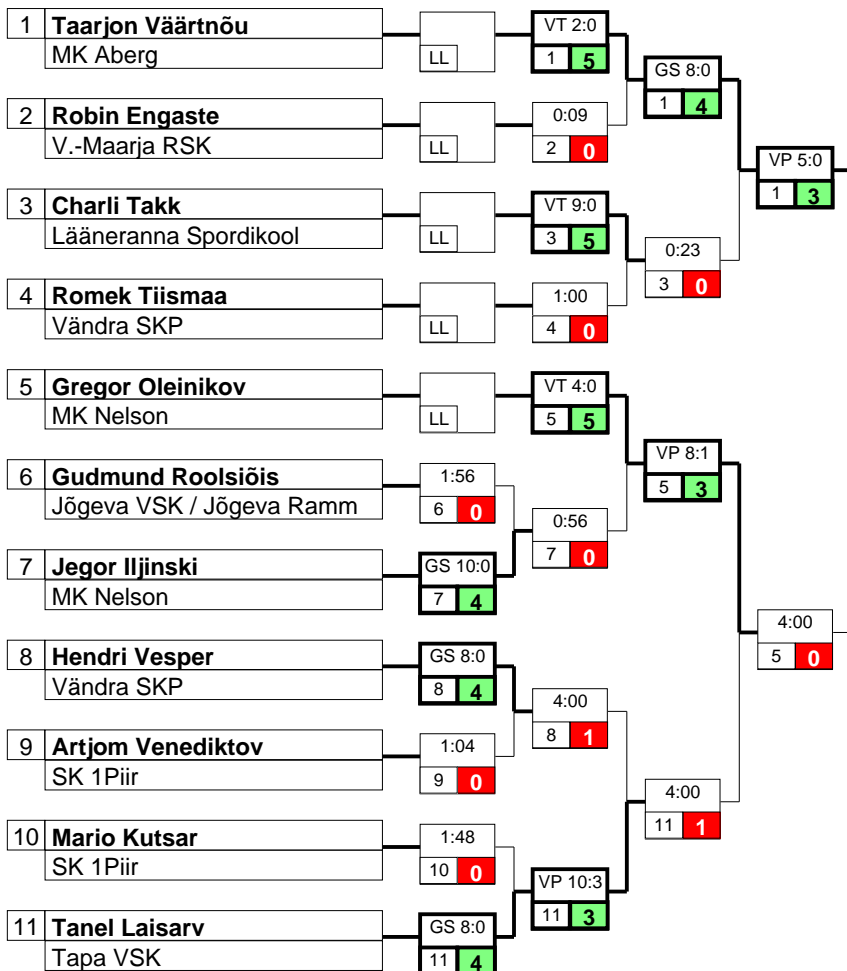 1 Taarjon Väärtnõu
MK Aberg
LL
VT 2:0
1 5
GS 8:0
1 4
2 Robin Engaste
V.-Maarja RSK
LL
0:09
2 0
VP 5:0
1 3
3 Charli Takk
Lääneranna Spordikool
LL
VT 9:0
3 5
0:23
3 0
4 Romek Tiismaa
Vändra SKP
LL
1:00
4 0
5 Gregor Oleinikov
MK Nelson
LL
VT 4:0
5 5
VP 8:1
5 3
6 Gudmund Roolsiõis
Jõgeva VSK / Jõgeva Ramm
1:56
6 0
0:56
7 0
7 Jegor Iljinski
MK Nelson
GS 10:0
7 4
4:00
5 0
8 Hendri Vesper
Vändra SKP
GS 8:0
8 4
4:00
8 1
9 Artjom Venediktov
SK 1Piir
1:04
9 0
4:00
11 1
10 Mario Kutsar
SK 1Piir
1:48
10 0
VP 10:3
11 3
11 Tanel Laisarv
Tapa VSK
GS 8:0
11 4